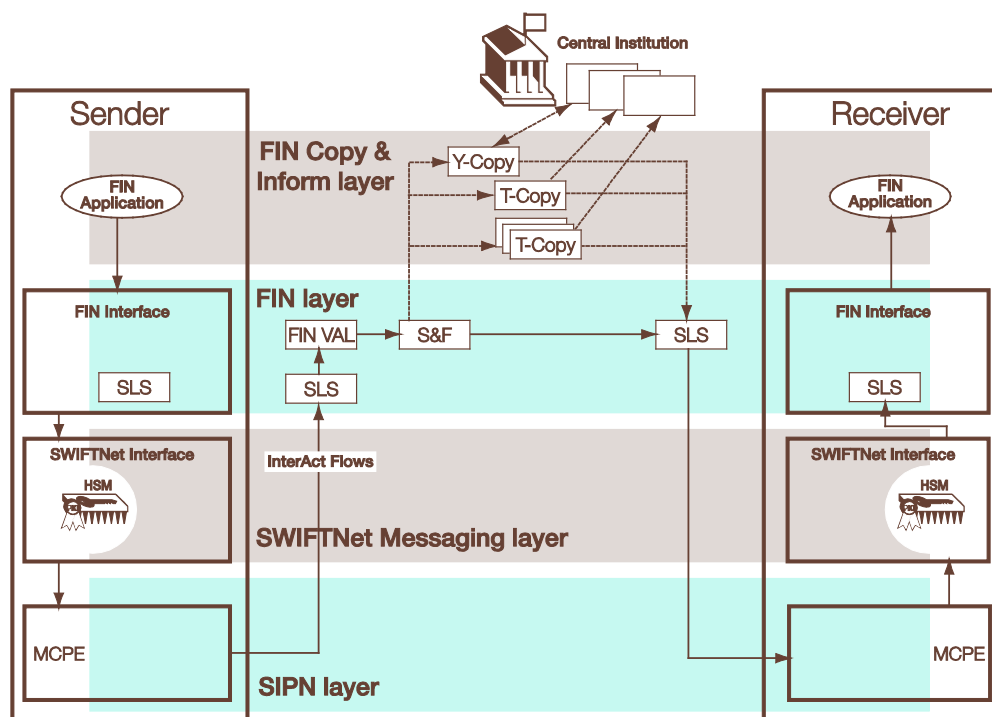 Central Institution
Sender
Receiver
FIN Copy &
Inform layer
Y-Copy
T-Copy
T-Copy
FIN
Application
FIN
Application
FIN layer
FIN Interface
FIN Interface
FIN VAL
S&F
SLS
SLS
SLS
SLS
SWIFTNet Interface
InterAct Flows
SWIFTNet Interface
HSM
HSM
SWIFTNet Messaging layer
MCPE
MCPE
SIPN layer